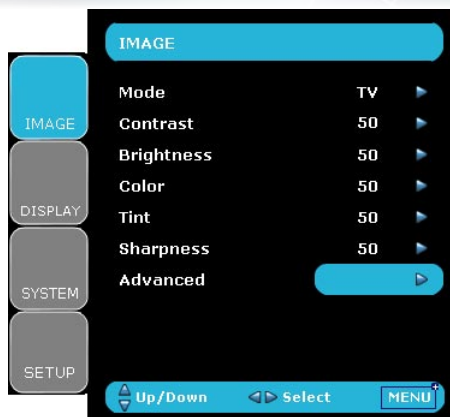 IMAGE
IMAGE
DISPLAY
SYSTEM
SETUP
Mode TV
Contrast 50
Brightness 50
Color 50
Tint 50
Sharpness 50
Advanced
Up/Down Select MENU